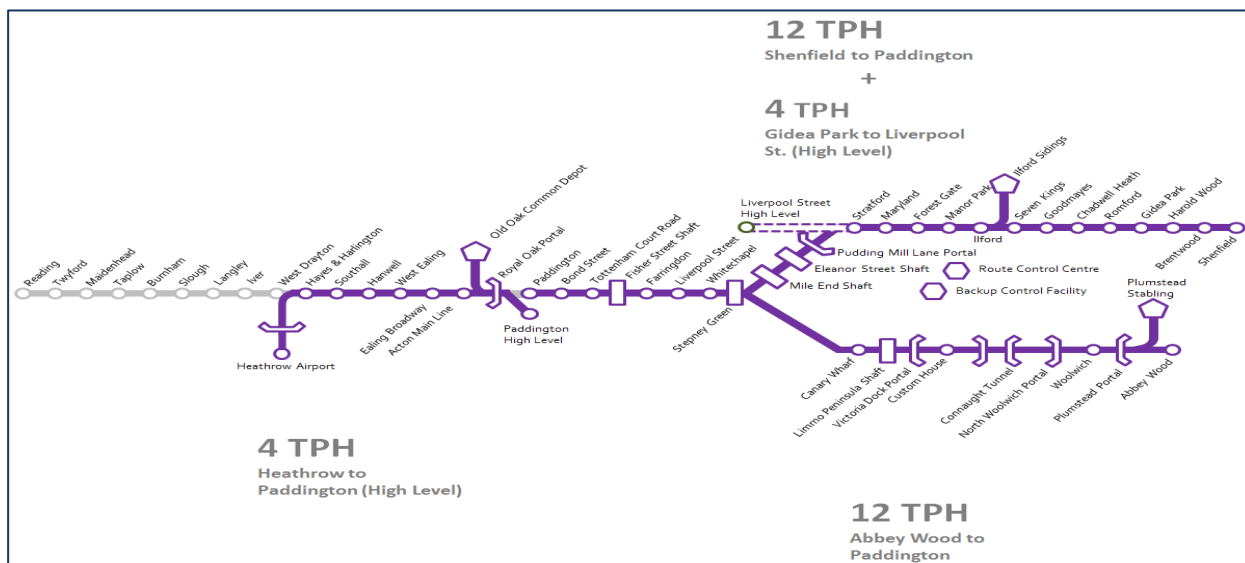 12 TPH
Shenfield to Paddington
+
4 TPH
Gidea Park to Liverpool
St. (High Level)
Reading
Twyford
Maidenhead
Taplow
Burnham
Slough
Langley
Iver
West Drayton
Hayes & Harlington
Southall
Hanwell
West Ealing
Ealing Broadway
Acton Main Line
Old Oak Common Depot
Royal Oak Portal
Paddington
High Level
Heathrow Airport
Paddington
Bond Street
Tottenham Court Road
Fisher Street Shaft
Farringdon
Liverpool Street
Whitechapel
Stepney Green
Liverpool Street
High Level
Pudding Mill Lane Portal
Eleanor Street Shaft
Mile End Shaft
Stratford
Maryland
Forest Gate
Manor Park
Ilford
Ilford Sidings
Seven Kings
Goodmayes
Chadwell Heath
Romford
Gidea Park
Harold Wood
Brentwood
Shenfield
Route Control Centre
Backup Control Facility
Plumstead
Stabling
Canary Wharf
Limmo Peninsula Shaft
Victoria Dock Portal
Custom House
Connaught Tunnel
North Woolwich Portal
Woolwich
Plumstead Portal
Abbey Wood
4 TPH
Heathrow to
Paddington (High Level)
12 TPH
Abbey Wood to
Paddington